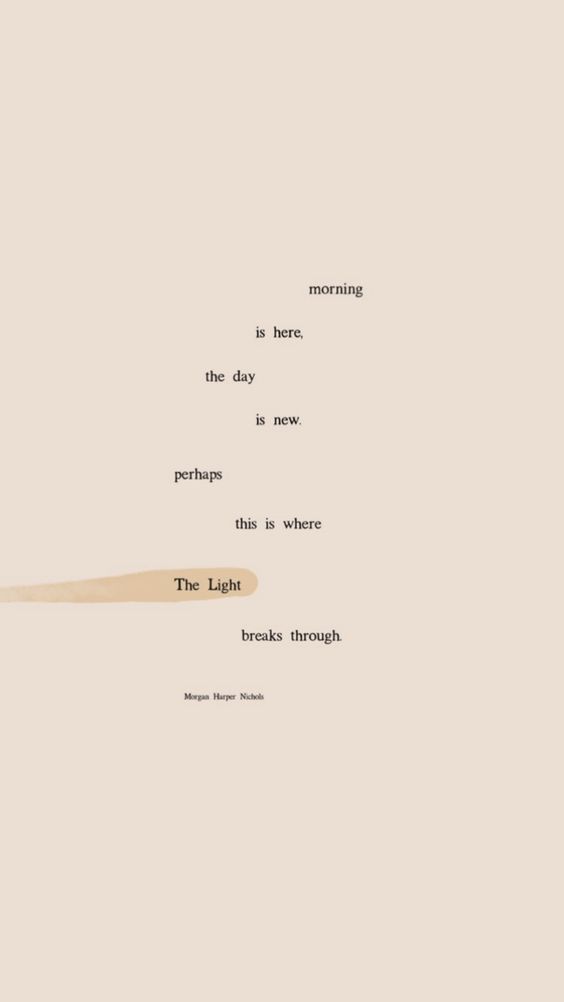 morning
is here,
the day
is new.
perhaps
this is where
The Light
breaks through.
Morgan Harper Nichols